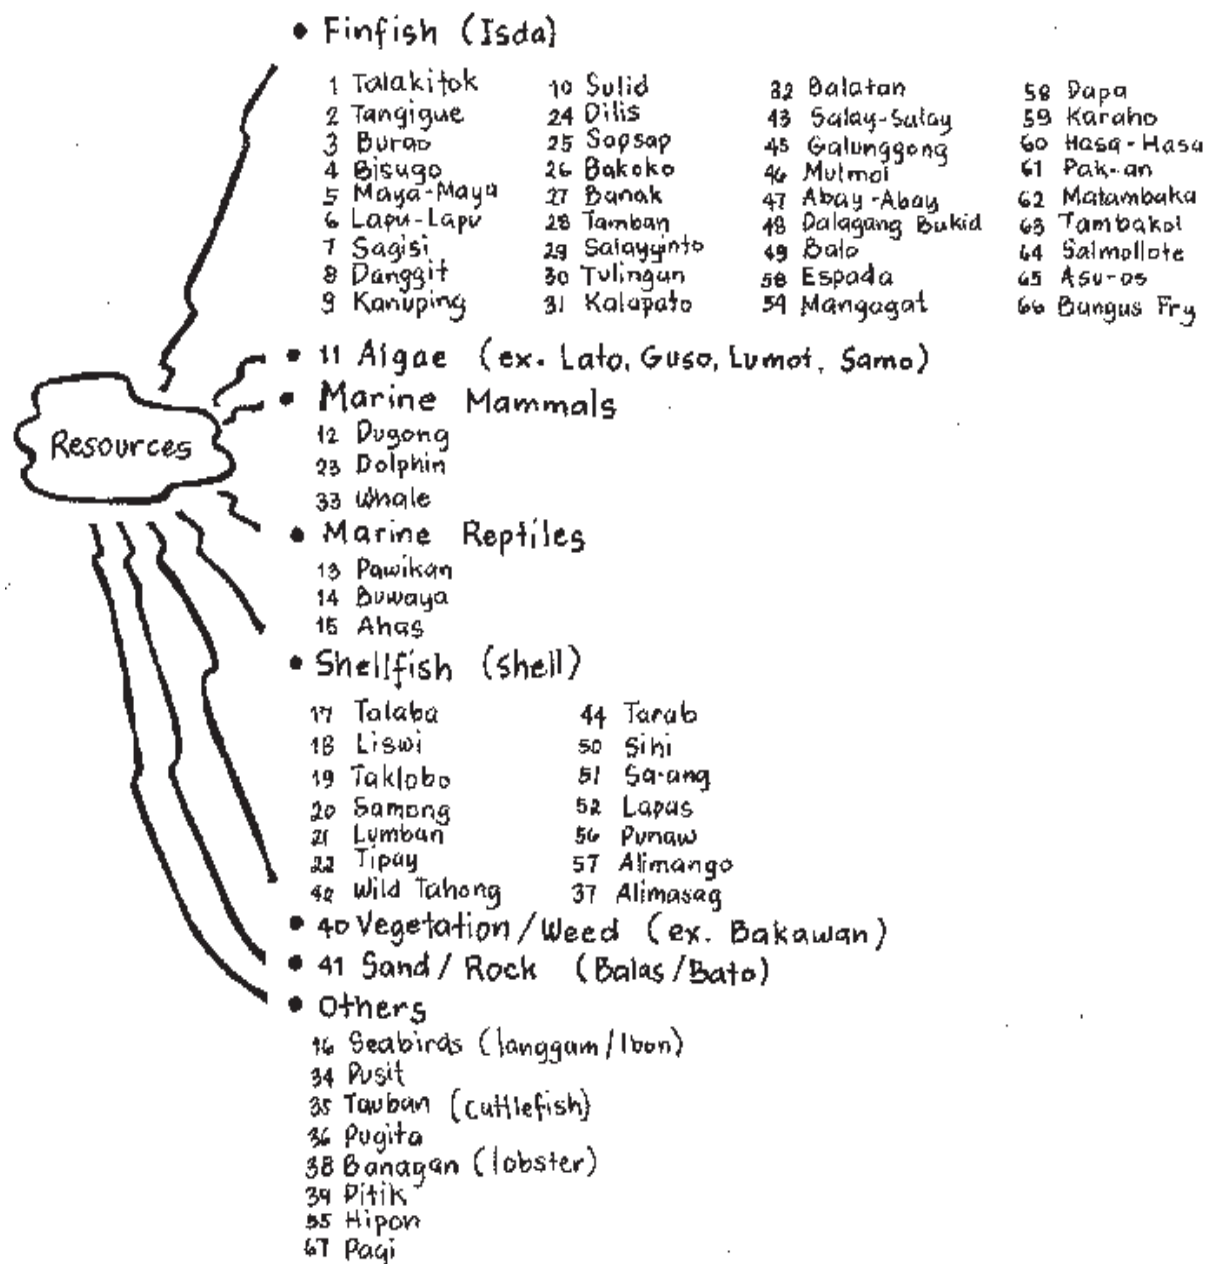 • Finfish (Isda)
1 Talakitok
2 Tangigue
3 Burao
4 Bisugo
5 Maya-Maya
6 Lapu-Lapu
7 Sagisi
8 Danggit
9 Kanuping
10 Sulid
24 Dilis
25 Sapsap
26 Bakoko
27 Banak
28 Tamban
29 Salayginto
30 Tulingan
31 Kalapato
32 Balatan
43 Salay-Salay
45 Galunggong
46 Mulmol
47 Abay-Abay
48 Dalagang Bukid
49 Balo
58 Espada
54 Mangagat
58 Dapa
59 Karaho
60 Hasa-Hasa
61 Pak-an
62 Matambaka
63 Tambakol
64 Salmollote
65 Asu-os
66 Bangus Fry
• 11 Algae (ex. Lato, Guso, Lumot, Samo)
• Marine Mammals
12 Dugong
23 Dolphin
33 Whale
Resources
• Marine Reptiles
13 Pawikan
14 Buwaya
15 Ahas
• Shellfish (Shell)
17 Talaba
18 Liswi
19 Taklobo
20 Samong
21 Lumban
22 Tipay
42 Wild Tahong
44 Tarab
50 Sihi
51 Sa-ang
52 Lapas
56 Punaw
57 Alimango
37 Alimasag
• 40 Vegetation/Weed (ex. Bakawan)
• 41 Sand/Rock (Balas/Bato)
• Others
16 Seabirds (langgam/Ibon)
34 Pusit
35 Tauban (cuttlefish)
36 Pugita
38 Banagan (lobster)
39 Pitik
55 Hipon
67 Pagi